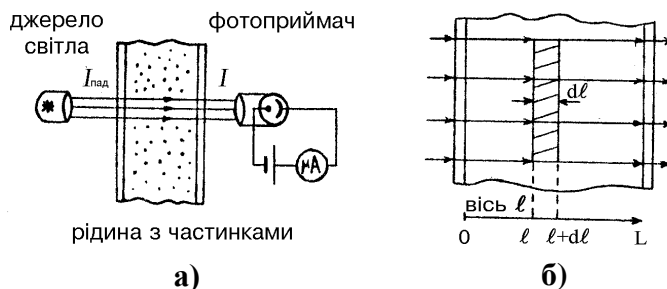 джерело
світла
фотоприймач
Iпад
I
μA
рідина з частинками
а)
dℓ
вісь ℓ
0
ℓ
ℓ+dℓ
L
б)